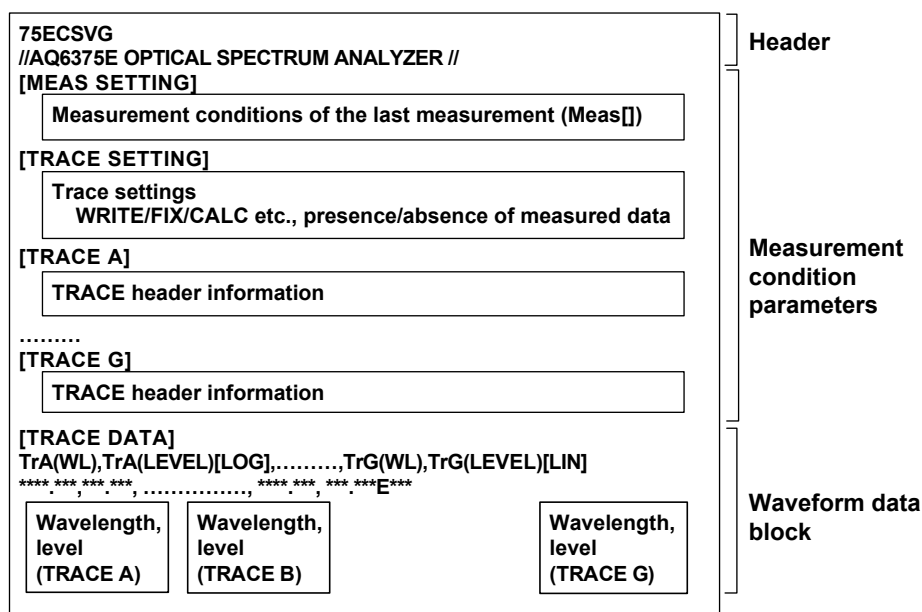 75ECSVG
//AQ6375E OPTICAL SPECTRUM ANALYZER //
Header
[MEAS SETTING]
Measurement conditions of the last measurement (Meas[])
[TRACE SETTING]
Trace settings
WRITE/FIX/CALC etc., presence/absence of measured data
[TRACE A]
TRACE header information
………
[TRACE G]
TRACE header information
Measurement
condition
parameters
[TRACE DATA]
TrA(WL),TrA(LEVEL)[LOG],………,TrG(WL),TrG(LEVEL)[LIN]
****.***,***.***, ……………, ****.***, ***.***E***
Wavelength,
level
(TRACE A)
Wavelength,
level
(TRACE B)
Wavelength,
level
(TRACE G)
Waveform data
block